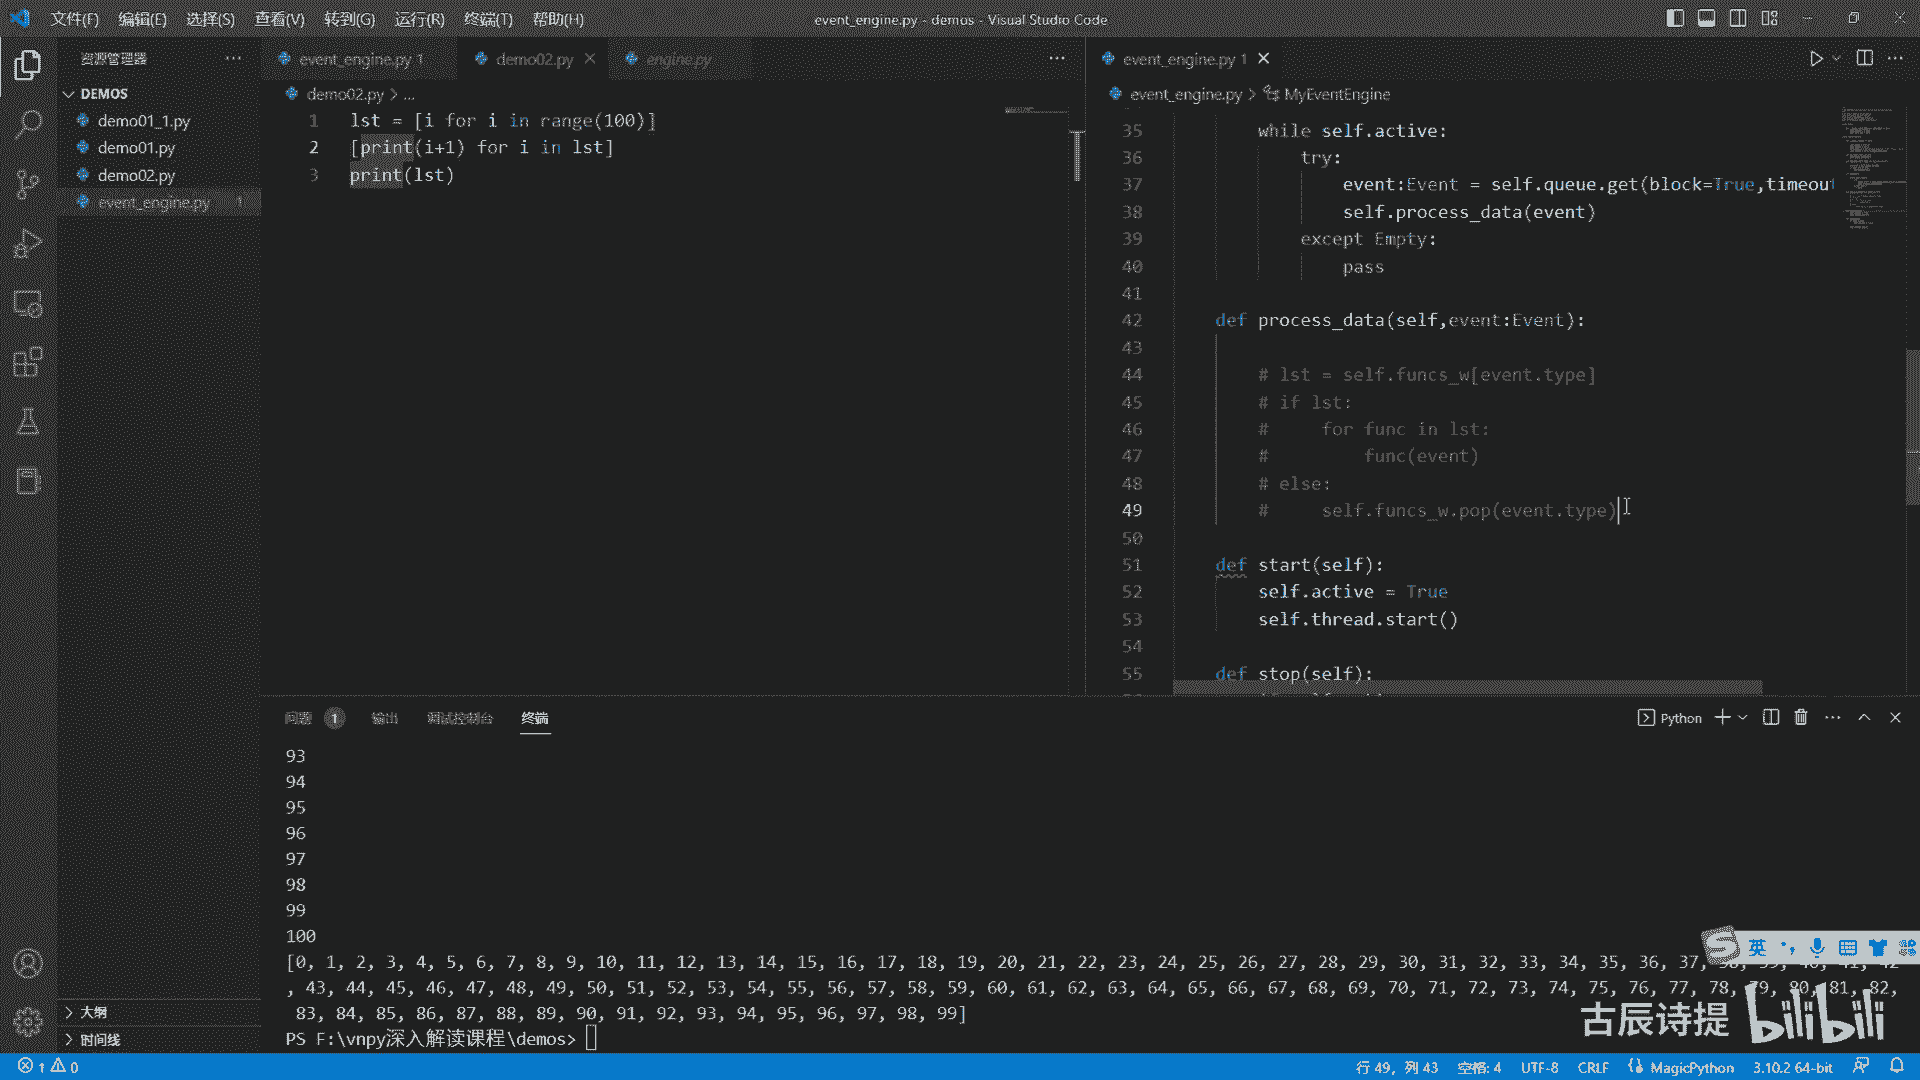 文件(F) 编辑(E) 选择(S) 查看(V) 转到(G) 运行(R) 终端(T) 帮助(H)
event_engine.py - demos - Visual Studio Code
资源管理器
DEMOS
demo01_1.py
demo01.py
demo02.py
event_engine.py 1
大纲
时间线
event_engine.py 1 demo02.py engine.py
demo02.py > ...
1 lst = [i for i in range(100)]
2 [print(i+1) for i in lst]
3 print(lst)
event_engine.py 1
event_engine.py > MyEventEngine
35 while self.active:
36 try:
37 event:Event = self.queue.get(block=True,timeout
38 self.process_data(event)
39 except Empty:
40 pass
41
42 def process_data(self,event:Event):
43
44 # lst = self.funcs_w[event.type]
45 # if lst:
46 # for func in lst:
47 # func(event)
48 # else:
49 # self.funcs_w.pop(event.type)
50
51 def start(self):
52 self.active = True
53 self.thread.start()
54
55 def stop(self):
问题 1 输出 调试控制台 终端
Python
93
94
95
96
97
98
99
100
[0, 1, 2, 3, 4, 5, 6, 7, 8, 9, 10, 11, 12, 13, 14, 15, 16, 17, 18, 19, 20, 21, 22, 23, 24, 25, 26, 27, 28, 29, 30, 31, 32, 33, 34, 35, 36, 37, 38, 39, 40, 41, 42
, 43, 44, 45, 46, 47, 48, 49, 50, 51, 52, 53, 54, 55, 56, 57, 58, 59, 60, 61, 62, 63, 64, 65, 66, 67, 68, 69, 70, 71, 72, 73, 74, 75, 76, 77, 78, 79, 80, 81, 82,
83, 84, 85, 86, 87, 88, 89, 90, 91, 92, 93, 94, 95, 96, 97, 98, 99]
PS F:\vnpy深入解读课程\demos>
英
古辰诗提 bilibili
1 0
行 49, 列 43 空格: 4 UTF-8 CRLF MagicPython 3.10.2 64-bit